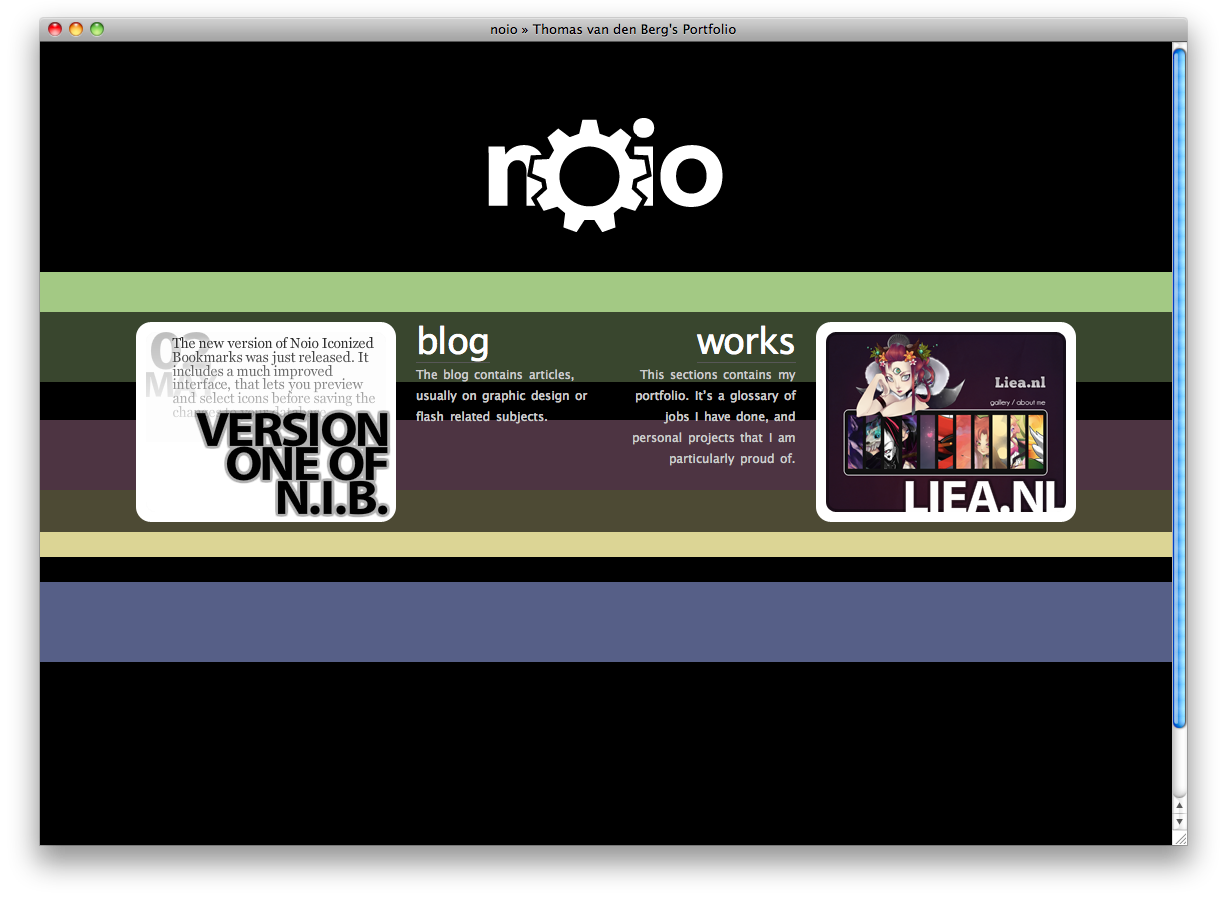 noio » Thomas van den Berg's Portfolio
noio
03
The new version of Noio Iconized
Bookmarks was just released. It
includes a much improved
interface, that lets you preview
and select icons before saving the
VERSION
ONE OF
N.I.B.
blog
The blog contains articles,
usually on graphic design or
flash related subjects.
works
This sections contains my
portfolio. It's a glossary of
jobs I have done, and
personal projects that I am
particularly proud of.
Liea.nl
gallery / about me
LIEA.NL